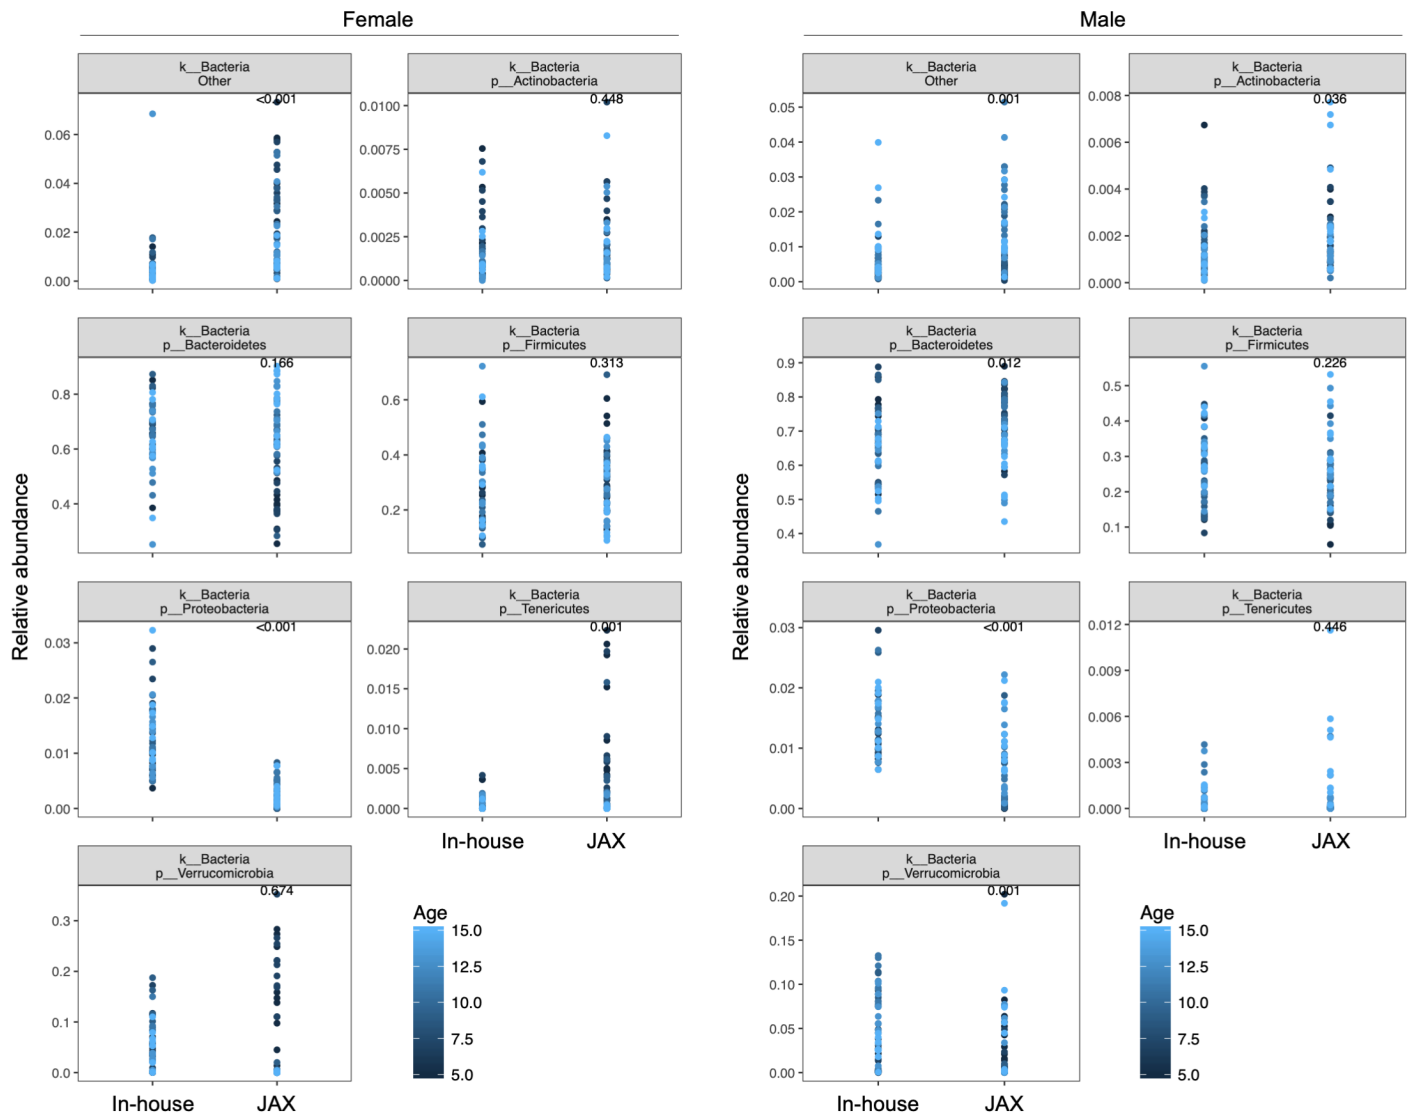 Female
Male
k__Bacteria
Other
k__Bacteria
p__Actinobacteria
k__Bacteria
Other
k__Bacteria
p__Actinobacteria
<0.001
0.448
0.001
0.036
0.06
0.04
0.02
0.00
0.0100
0.0075
0.0050
0.0025
0.0000
0.05
0.04
0.03
0.02
0.01
0.00
0.008
0.006
0.004
0.002
0.000
k__Bacteria
p__Bacteroidetes
k__Bacteria
p__Firmicutes
k__Bacteria
p__Bacteroidetes
k__Bacteria
p__Firmicutes
0.166
0.313
0.012
0.226
0.8
0.6
0.4
0.6
0.4
0.2
0.9
0.8
0.7
0.6
0.5
0.4
0.5
0.4
0.3
0.2
0.1
Relative abundance
Relative abundance
k__Bacteria
p__Proteobacteria
k__Bacteria
p__Tenericutes
k__Bacteria
p__Proteobacteria
k__Bacteria
p__Tenericutes
<0.001
0.001
<0.001
0.446
0.03
0.02
0.01
0.00
0.020
0.015
0.010
0.005
0.000
0.03
0.02
0.01
0.00
0.012
0.009
0.006
0.003
0.000
In-house
JAX
In-house
JAX
k__Bacteria
p__Verrucomicrobia
k__Bacteria
p__Verrucomicrobia
0.674
0.001
0.3
0.2
0.1
0.0
0.20
0.15
0.10
0.05
0.00
Age
15.0
12.5
10.0
7.5
5.0
Age
15.0
12.5
10.0
7.5
5.0
In-house
JAX
In-house
JAX